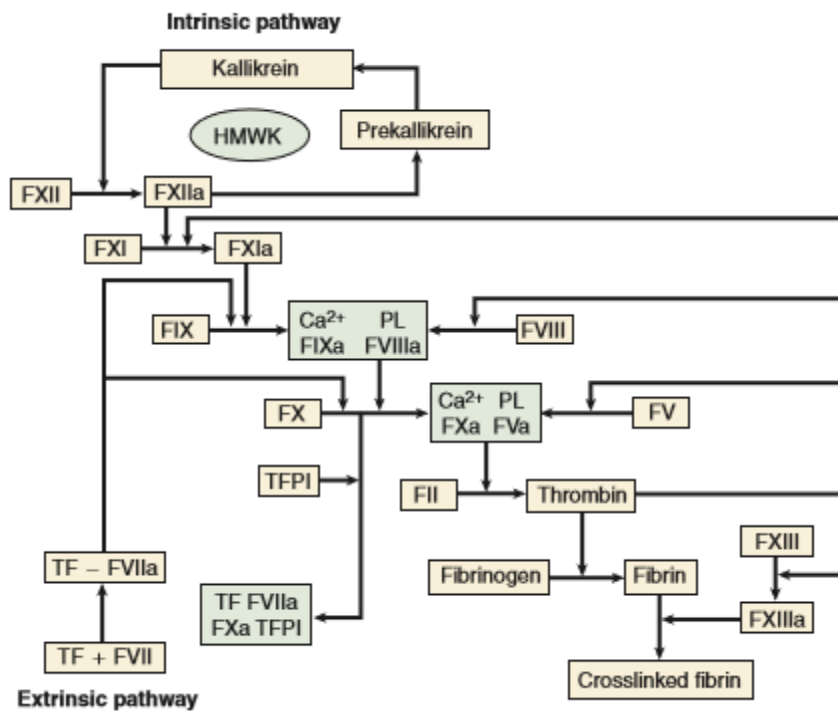 Intrinsic pathway
Kallikrein
HMWK
Prekallikrein
FXII
FXIIa
FXI
FXIa
FIX
Ca²⁺ PL
FIXa FVIIIa
FVIII
FX
Ca²⁺ PL
FXa FVa
FV
TFPI
FII
Thrombin
FXIII
TF – FVIIa
Fibrinogen
Fibrin
TF FVIIa
FXa TFPI
FXIIIa
TF + FVII
Crosslinked fibrin
Extrinsic pathway